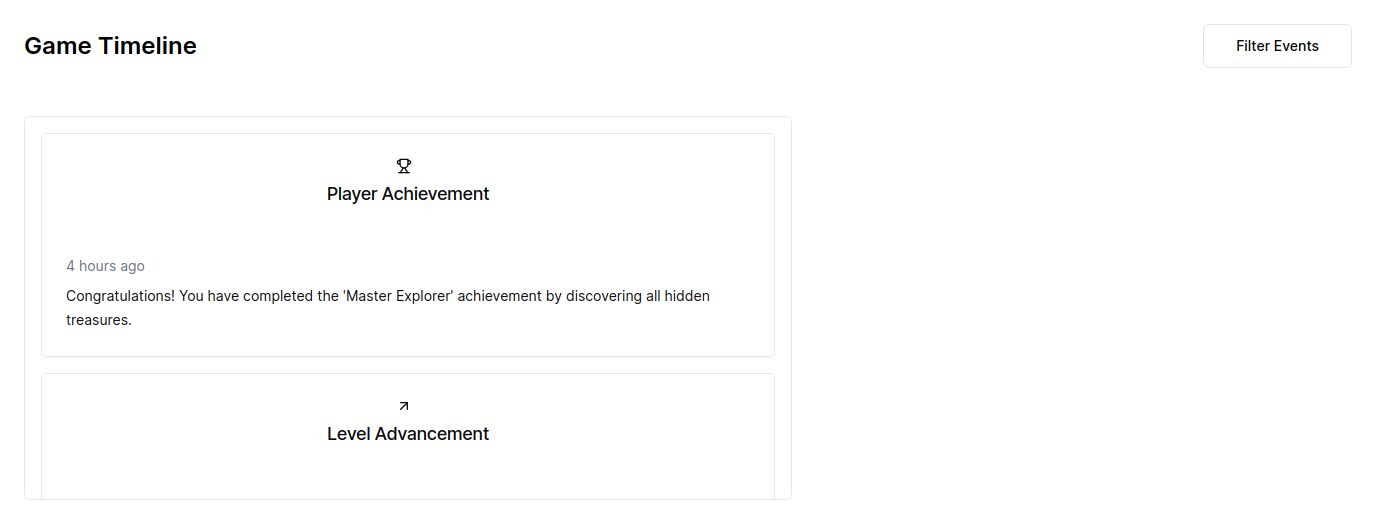 Game Timeline
Filter Events
Player Achievement
4 hours ago
Congratulations! You have completed the 'Master Explorer' achievement by discovering all hidden
treasures.
Level Advancement